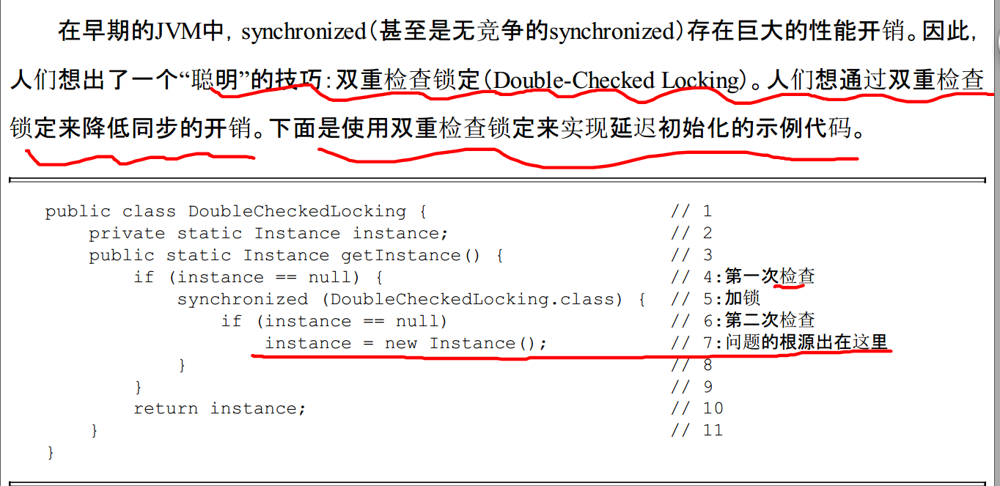 在早期的JVM中，synchronized（甚至是无竞争的synchronized）存在巨大的性能开销。因此，
人们想出了一个“聪明”的技巧：双重检查锁定（Double-Checked Locking）。人们想通过双重检查
锁定来降低同步的开销。下面是使用双重检查锁定来实现延迟初始化的示例代码。
public class DoubleCheckedLocking { // 1
private static Instance instance; // 2
public static Instance getInstance() { // 3
if (instance == null) { // 4:第一次检查
synchronized (DoubleCheckedLocking.class) { // 5:加锁
if (instance == null) // 6:第二次检查
instance = new Instance(); // 7:问题的根源出在这里
} // 8
} // 9
return instance; // 10
} // 11
}